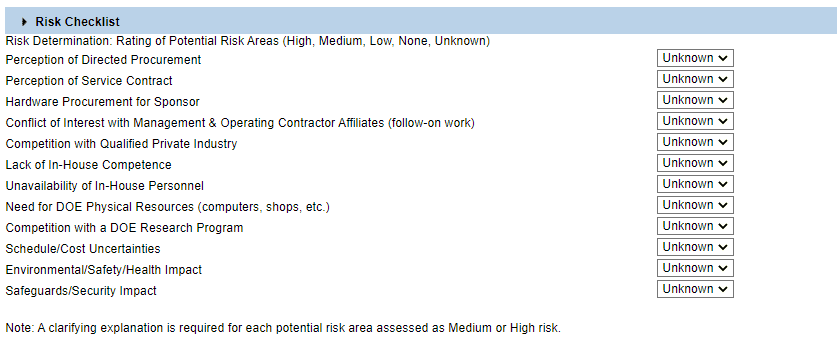 Risk Checklist
Risk Determination: Rating of Potential Risk Areas (High, Medium, Low, None, Unknown)
Perception of Directed Procurement Unknown
Perception of Service Contract Unknown
Hardware Procurement for Sponsor Unknown
Conflict of Interest with Management & Operating Contractor Affiliates (follow-on work) Unknown
Competition with Qualified Private Industry Unknown
Lack of In-House Competence Unknown
Unavailability of In-House Personnel Unknown
Need for DOE Physical Resources (computers, shops, etc.) Unknown
Competition with a DOE Research Program Unknown
Schedule/Cost Uncertainties Unknown
Environmental/Safety/Health Impact Unknown
Safeguards/Security Impact Unknown
Note: A clarifying explanation is required for each potential risk area assessed as Medium or High risk.